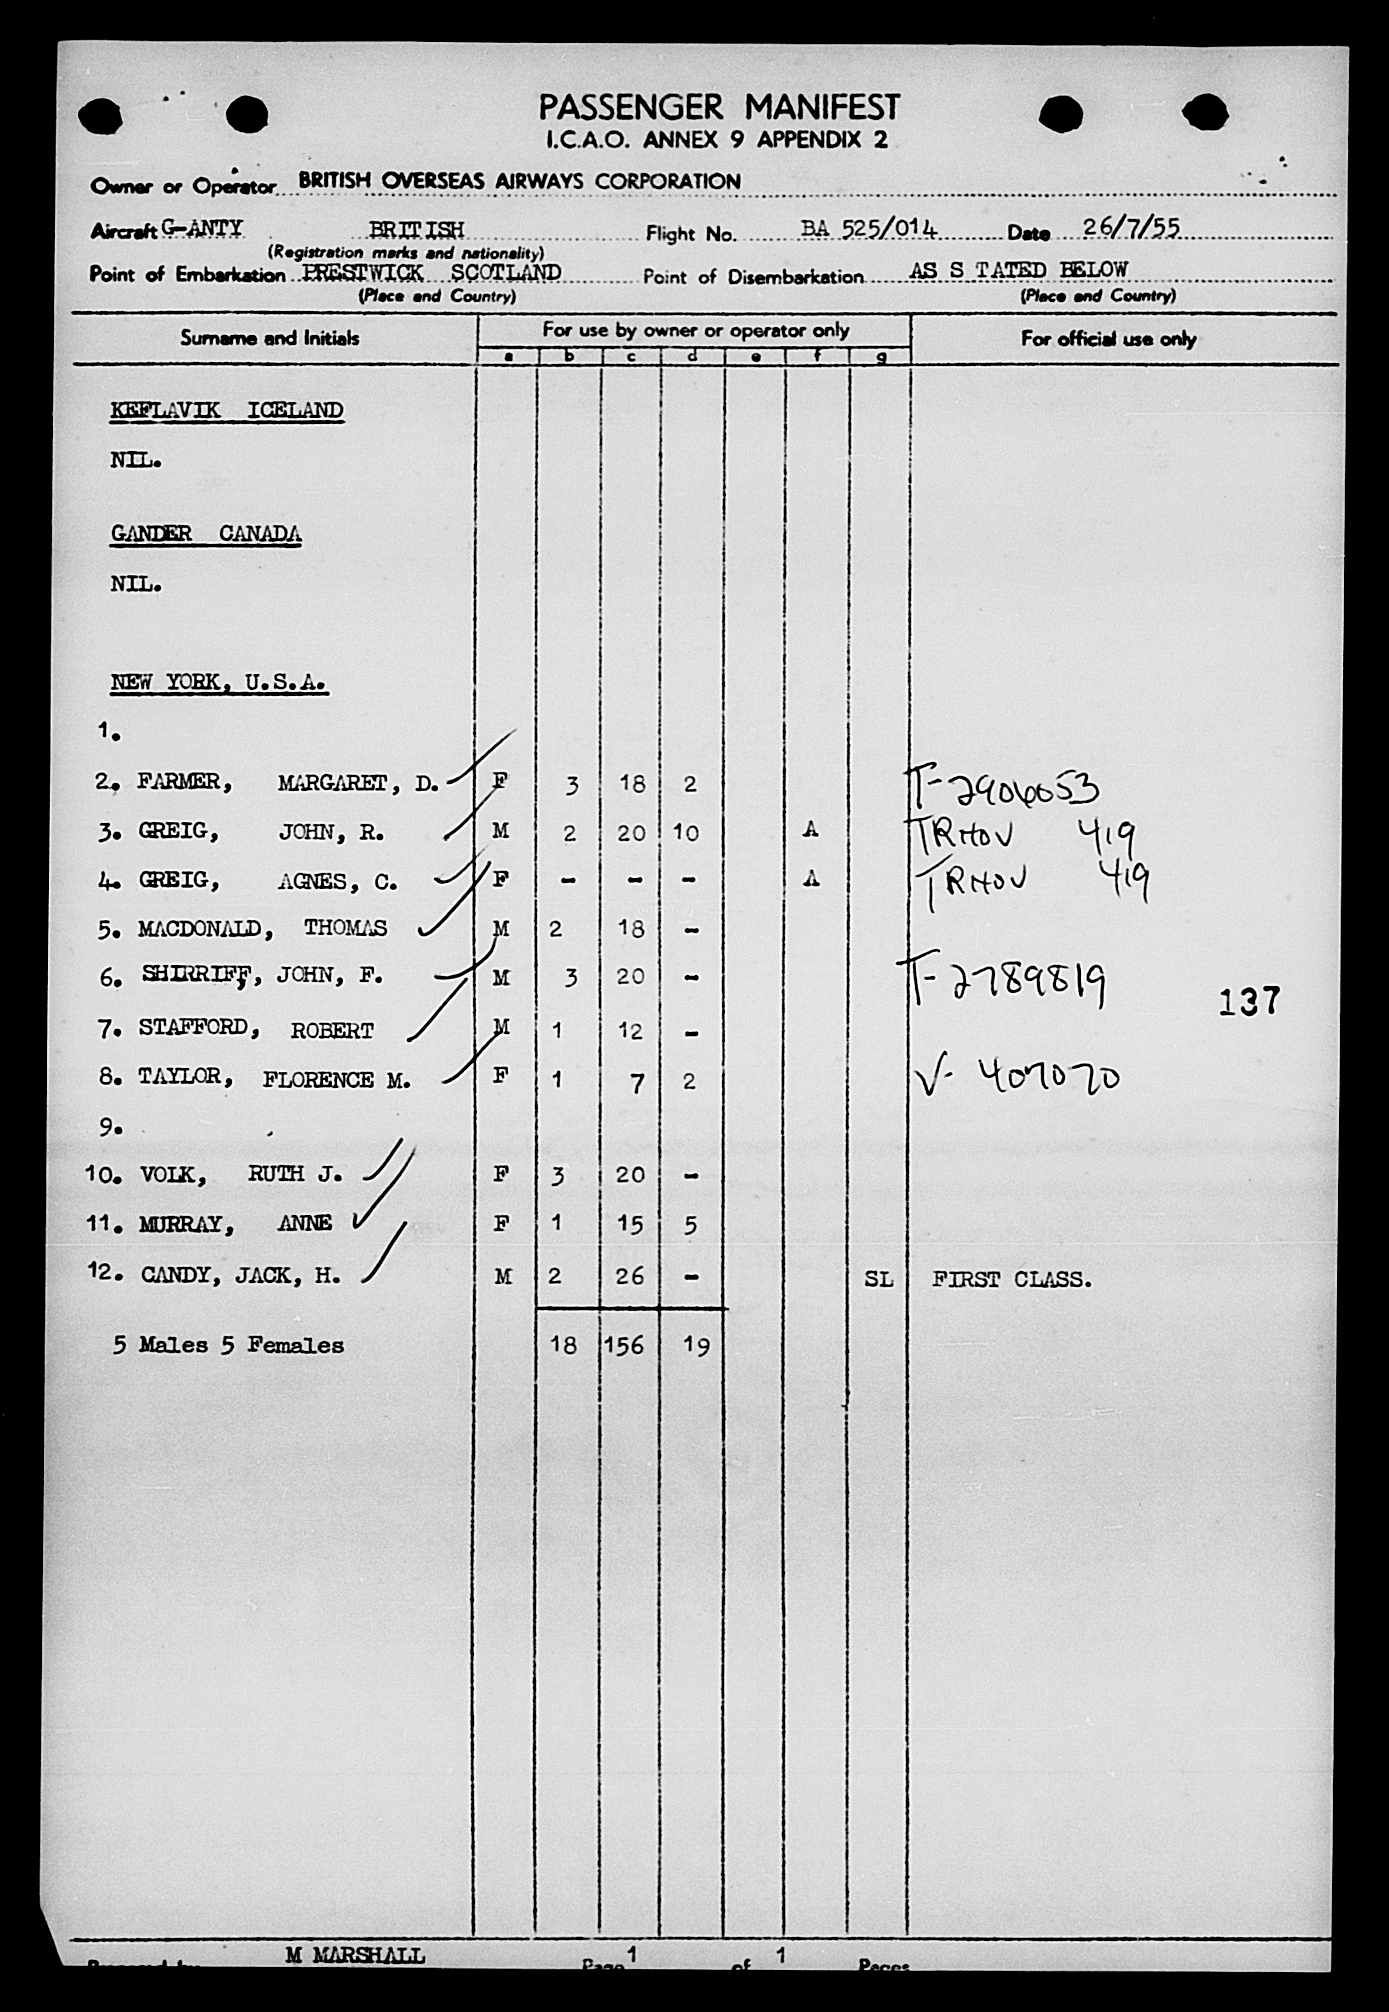 PASSENGER MANIFEST
I.C.A.O. ANNEX 9 APPENDIX 2
Owner or Operator BRITISH OVERSEAS AIRWAYS CORPORATION
Aircraft G-ANTY BRITISH Flight No. BA 525/014 Date 26/7/55
(Registration marks and nationality)
Point of Embarkation PRESTWICK SCOTLAND Point of Disembarkation AS S TATED BELOW
(Place and Country) (Place and Country)
Surname and Initials For use by owner or operator only For official use only
a b c d e f g
KEFLAVIK ICELAND
NIL.
GANDER CANADA
NIL.
NEW YORK, U.S.A.
1.
2. FARMER, MARGARET, D. F 3 18 2 T-2906053
3. GREIG, JOHN, R. M 2 20 10 A TRHOV 419
4. GREIG, AGNES, C. F - - - A TRHOV 419
5. MACDONALD, THOMAS M 2 18 -
6. SHIRRIFF, JOHN, F. M 3 20 - T-2789819
137
7. STAFFORD, ROBERT M 1 12 -
8. TAYLOR, FLORENCE M. F 1 7 2 V- 407070
9.
10. VOLK, RUTH J. F 3 20 -
11. MURRAY, ANNE F 1 15 5
12. CANDY, JACK, H. M 2 26 - SL FIRST CLASS.
5 Males 5 Females 18 156 19
Prepared by M MARSHALL Page 1 of 1 Pages